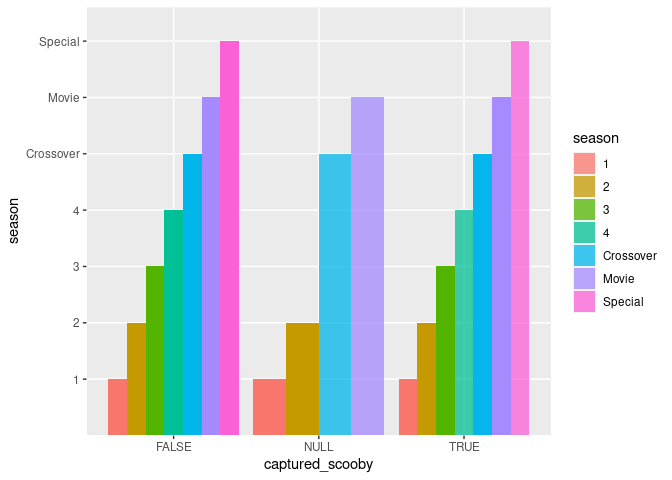 Special
Movie
Crossover
4
3
2
1
season
FALSE
NULL
TRUE
captured_scooby
season
1
2
3
4
Crossover
Movie
Special